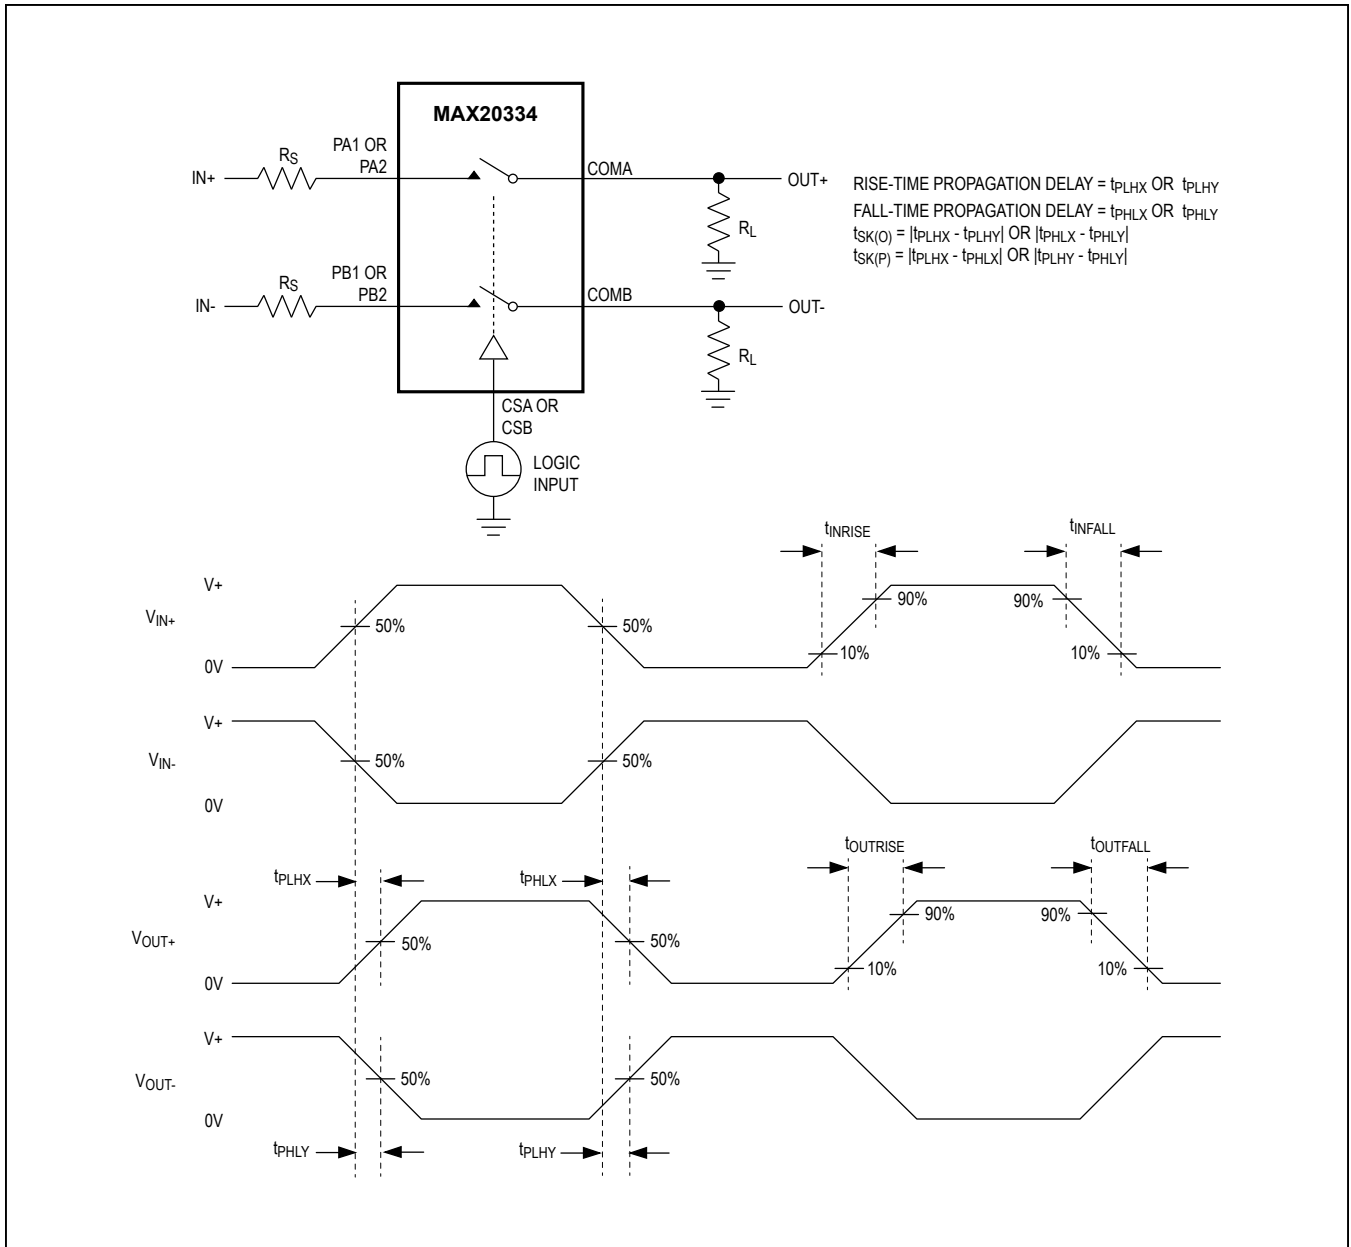 MAX20334
PA1 OR
PA2
RS
IN+
COMA
OUT+
RL
RISE-TIME PROPAGATION DELAY = tPLHX OR tPLHY
FALL-TIME PROPAGATION DELAY = tPHLX OR tPHLY
tSK(O) = |tPLHX - tPLHY| OR |tPHLX - tPHLY|
tSK(P) = |tPLHX - tPHLX| OR |tPLHY - tPHLY|
PB1 OR
PB2
RS
IN-
COMB
OUT-
RL
CSA OR
CSB
LOGIC
INPUT
tINRISE
tINFALL
V+
VIN+
0V
50%
50%
90%
10%
90%
10%
V+
VIN-
0V
50%
50%
tOUTRISE
tOUTFALL
tPLHX
tPHLX
V+
VOUT+
0V
50%
50%
90%
10%
90%
10%
V+
VOUT-
0V
50%
50%
tPHLY
tPLHY